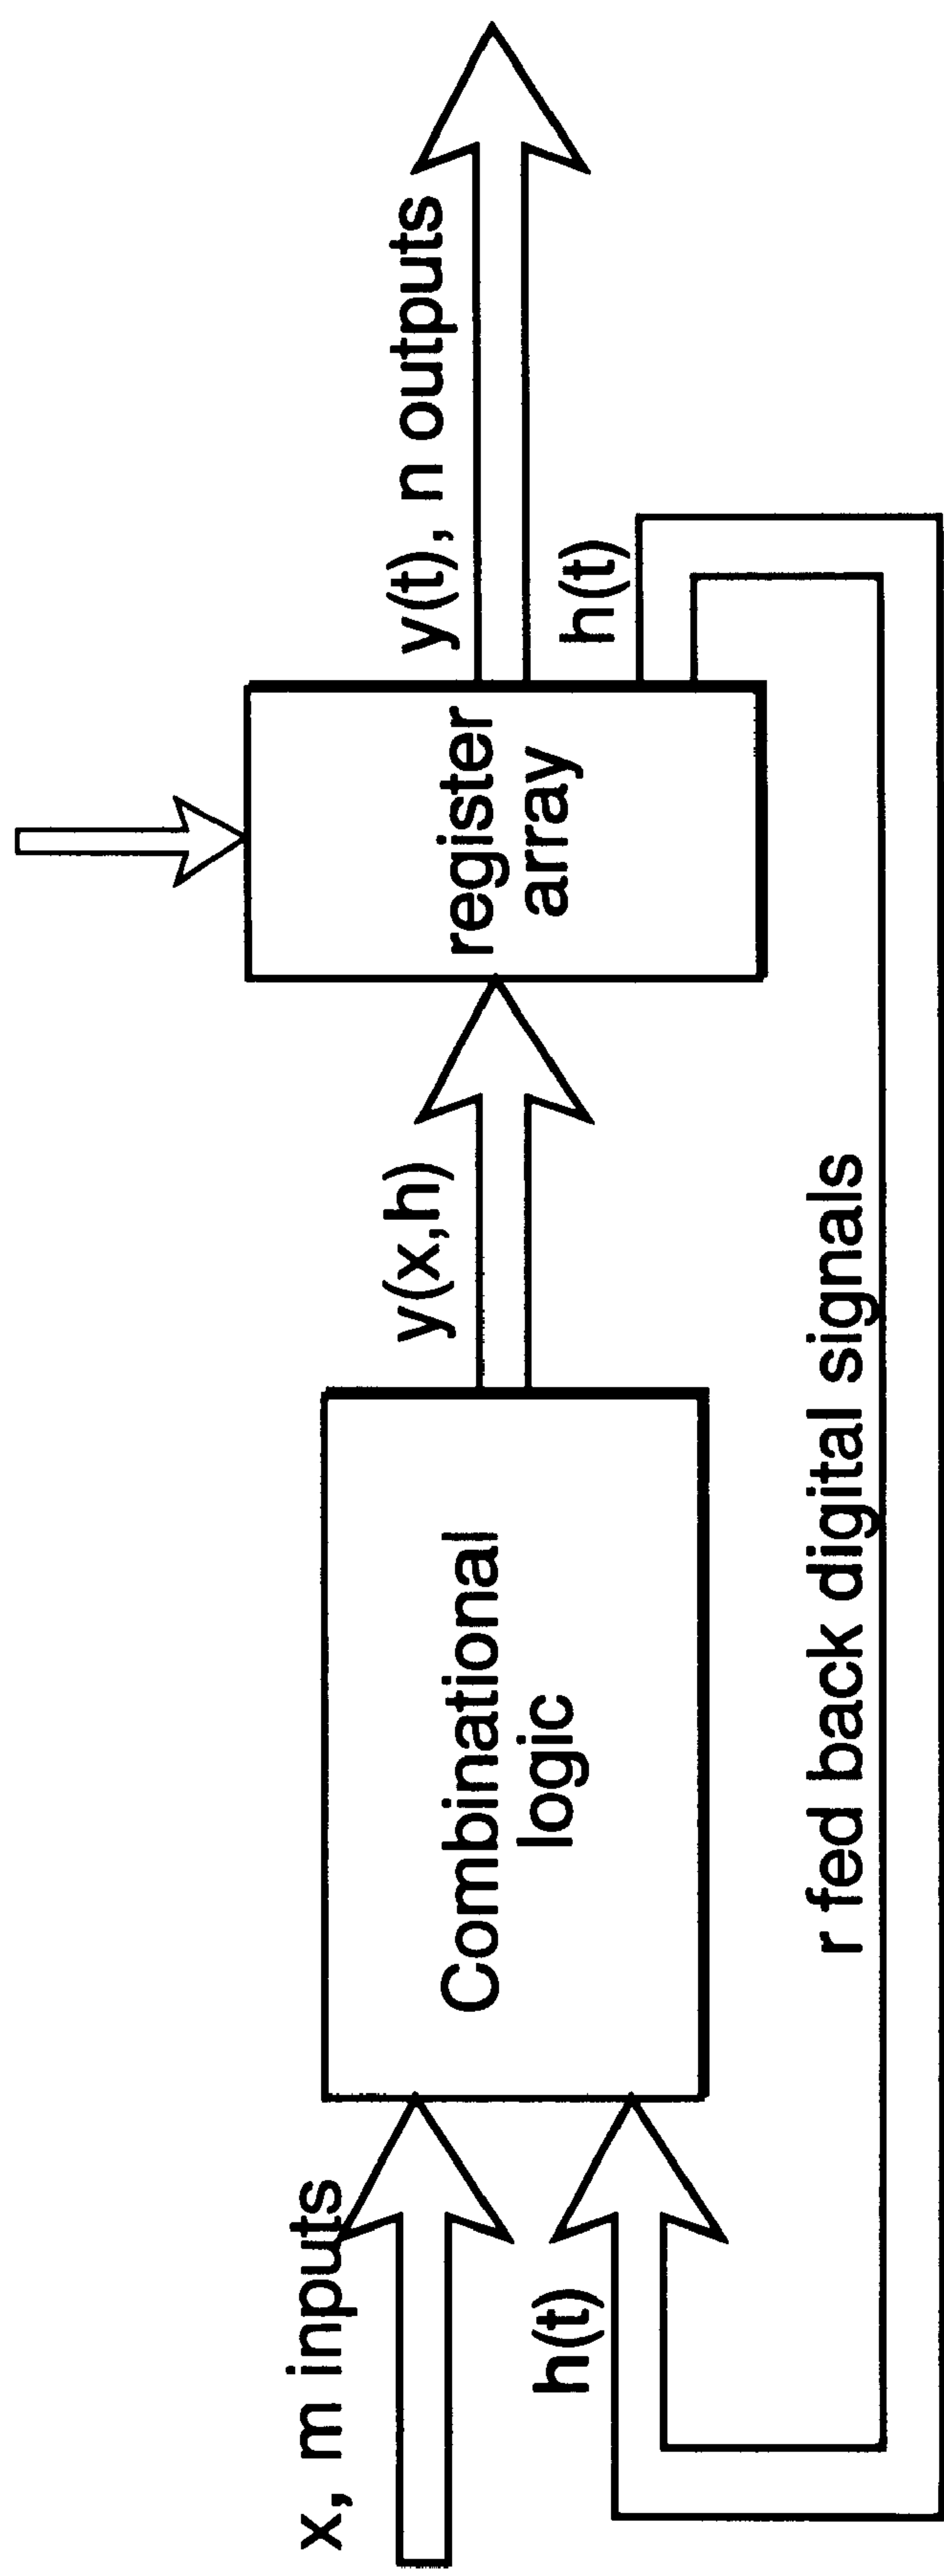 x, m inputs
h(t)
Combinational
logic
y(x,h)
register
array
y(t), n outputs
h(t)
r fed back digital signals